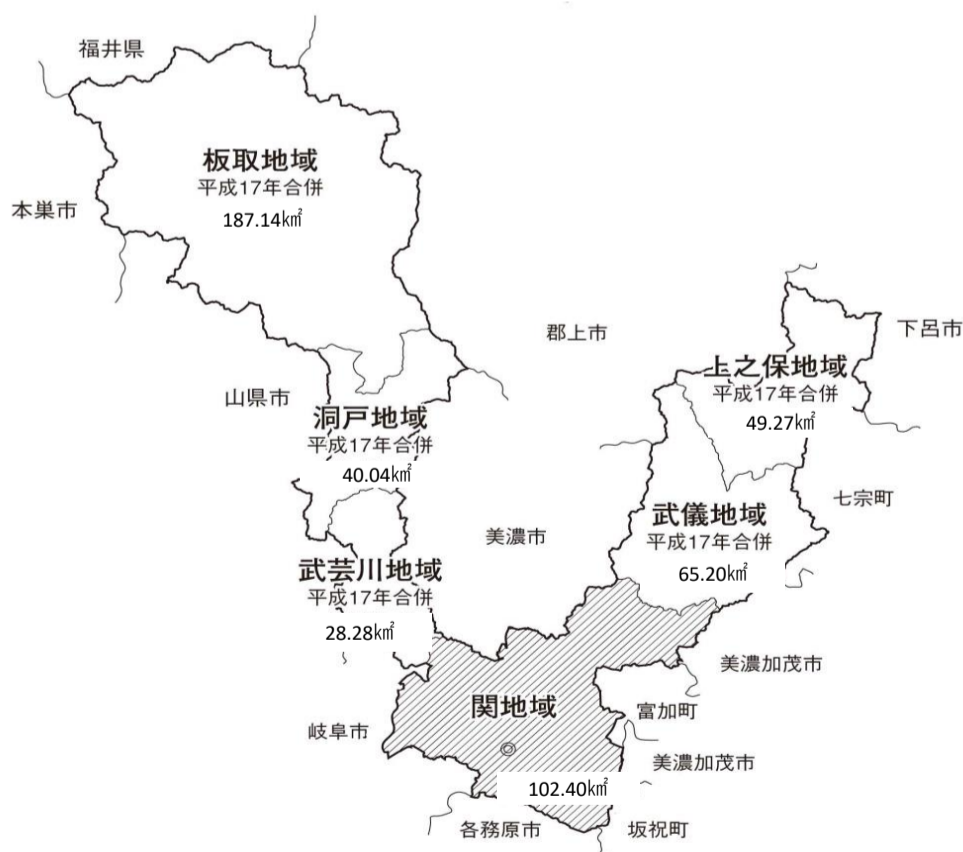 福井県
板取地域
平成17年合併
187.14㎢
本巣市
郡上市
下呂市
上之保地域
平成17年合併
49.27㎢
山県市
洞戸地域
平成17年合併
40.04㎢
七宗町
武儀地域
平成17年合併
65.20㎢
美濃市
武芸川地域
平成17年合併
28.28㎢
美濃加茂市
関地域
富加町
岐阜市
美濃加茂市
102.40㎢
各務原市
坂祝町